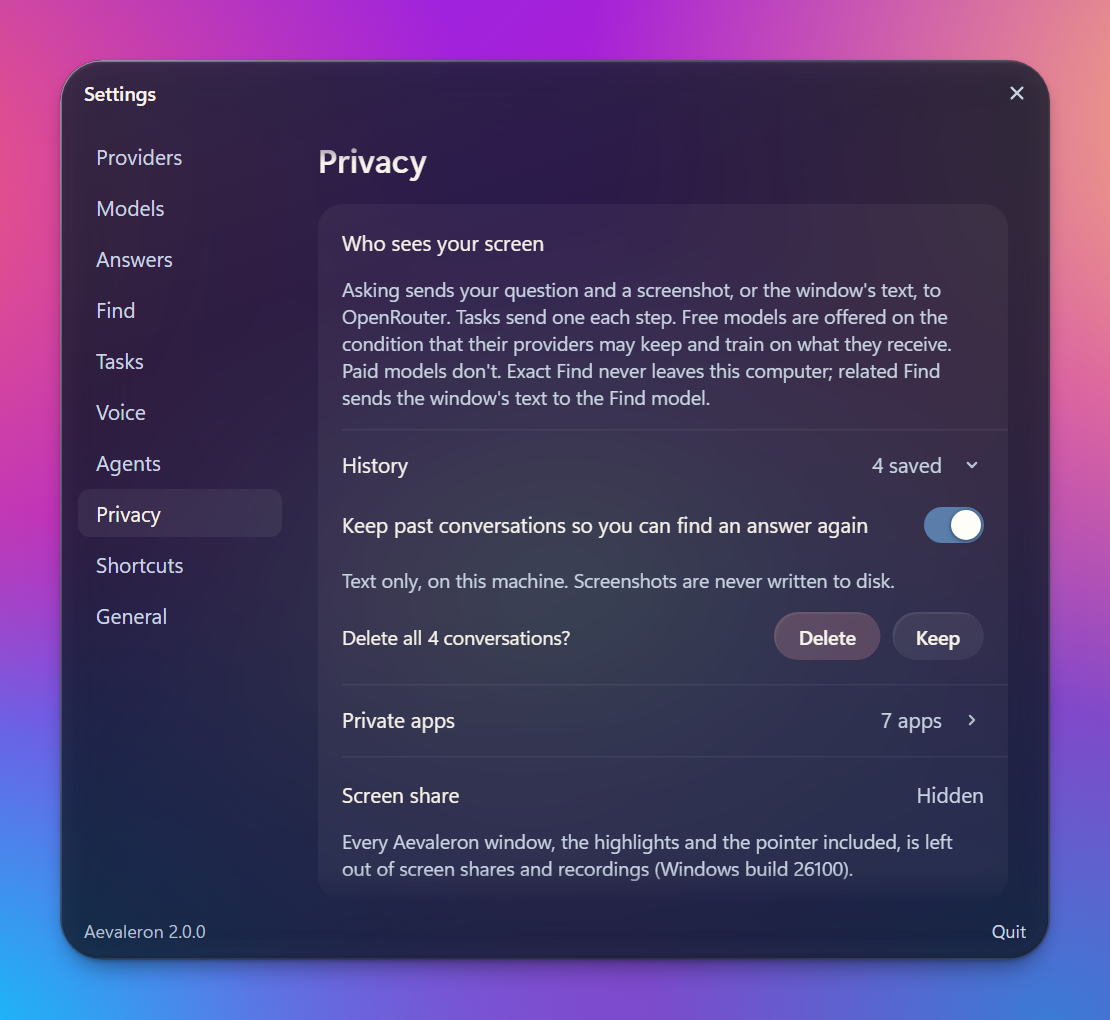 Settings
Providers
Models
Answers
Find
Tasks
Voice
Agents
Privacy
Shortcuts
General
Privacy
Who sees your screen
Asking sends your question and a screenshot, or the window's text, to
OpenRouter. Tasks send one each step. Free models are offered on the
condition that their providers may keep and train on what they receive.
Paid models don't. Exact Find never leaves this computer; related Find
sends the window's text to the Find model.
History 4 saved
Keep past conversations so you can find an answer again
Text only, on this machine. Screenshots are never written to disk.
Delete all 4 conversations? Delete Keep
Private apps 7 apps
Screen share Hidden
Every Aevaleron window, the highlights and the pointer included, is left
out of screen shares and recordings (Windows build 26100).
Aevaleron 2.0.0 Quit